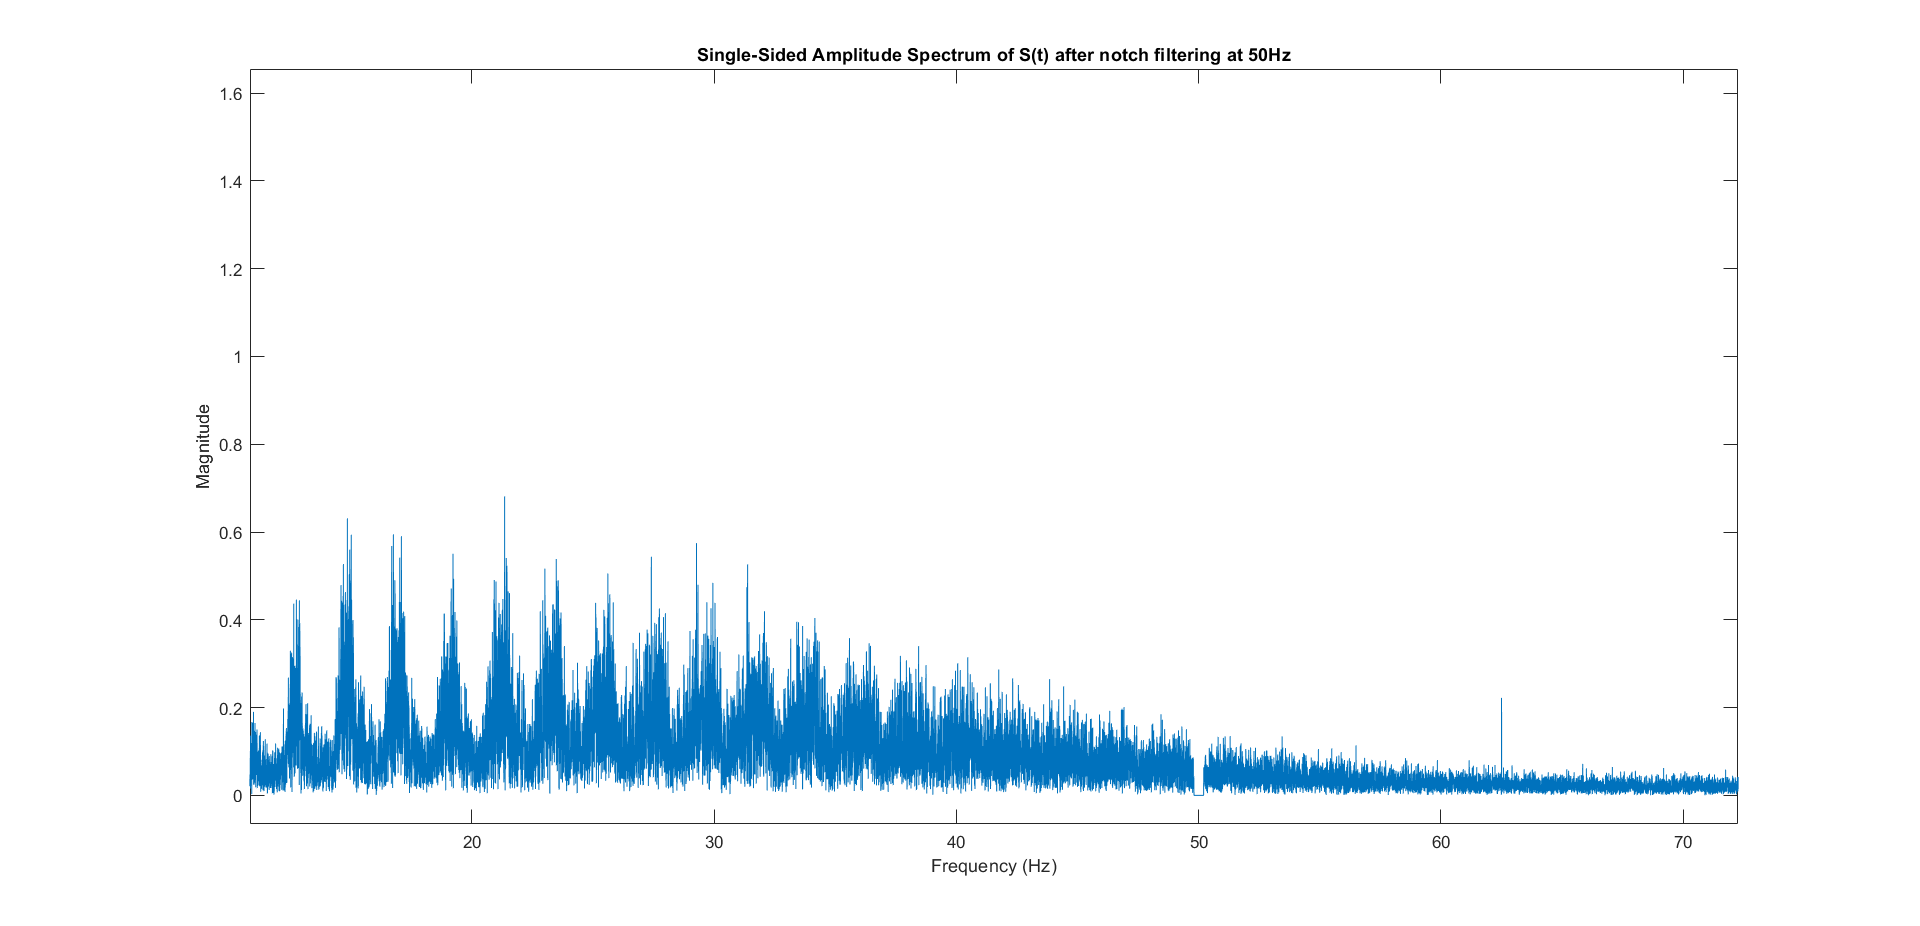 Single-Sided Amplitude Spectrum of S(t) after notch filtering at 50Hz
1.6
1.4
1.2
1
0.8
0.6
0.4
0.2
0
Magnitude
20 30 40 50 60 70
Frequency (Hz)